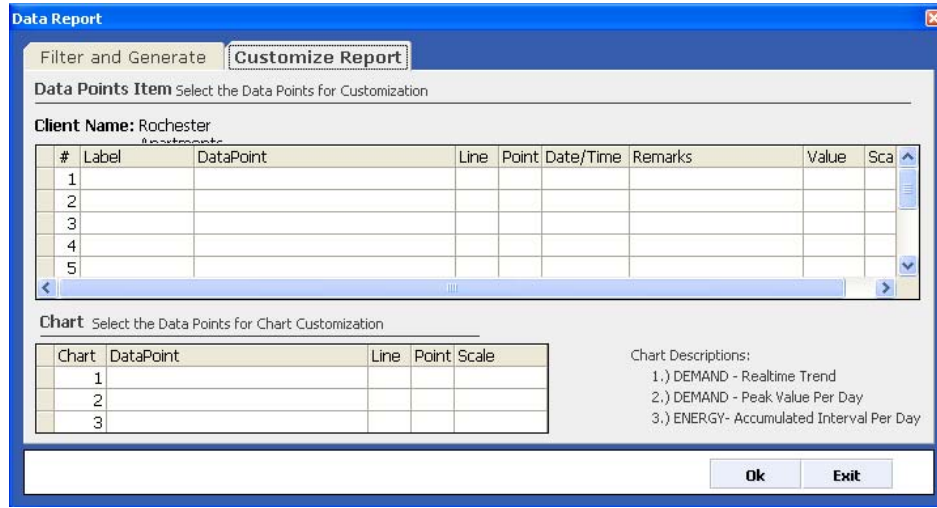 Data Report
Filter and Generate
Customize Report
Data Points Item Select the Data Points for Customization
Client Name: Rochester
Apartments
# Label DataPoint Line Point Date/Time Remarks Value Sca
1
2
3
4
5
Chart Select the Data Points for Chart Customization
Chart DataPoint Line Point Scale
1
2
3
Chart Descriptions:
1.) DEMAND - Realtime Trend
2.) DEMAND - Peak Value Per Day
3.) ENERGY- Accumulated Interval Per Day
Ok Exit